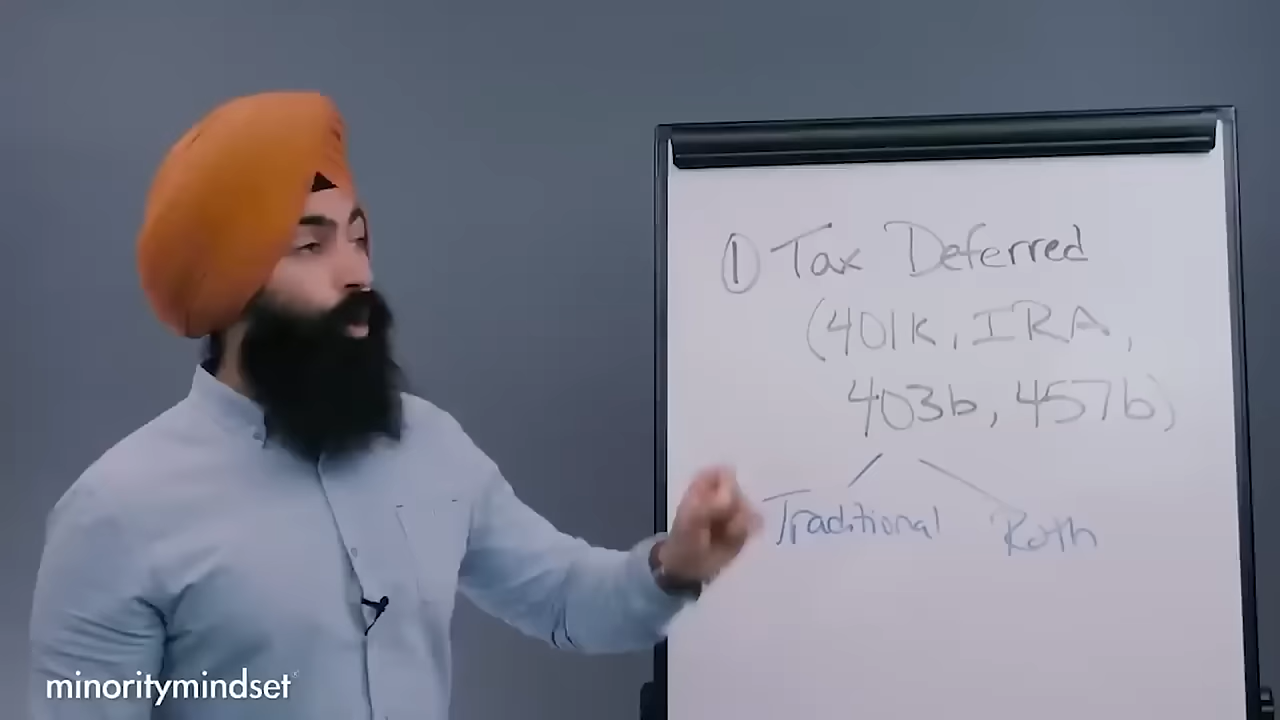 ① Tax Deferred
(401K, IRA,
403b, 457b)
Traditional Roth
minoritymindset